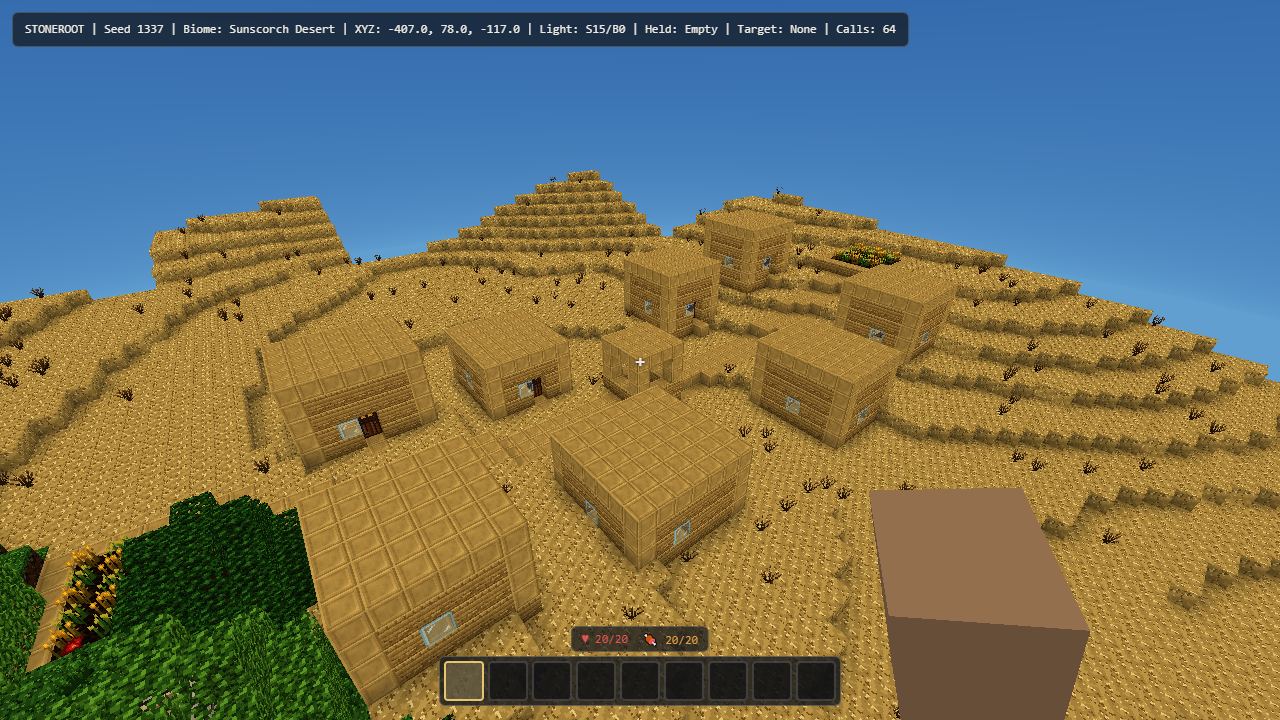 STONEROOT | Seed 1337 | Biome: Sunscorch Desert | XYZ: -407.0, 78.0, -117.0 | Light: S15/B0 | Held: Empty | Target: None | Calls: 64
20/20 20/20